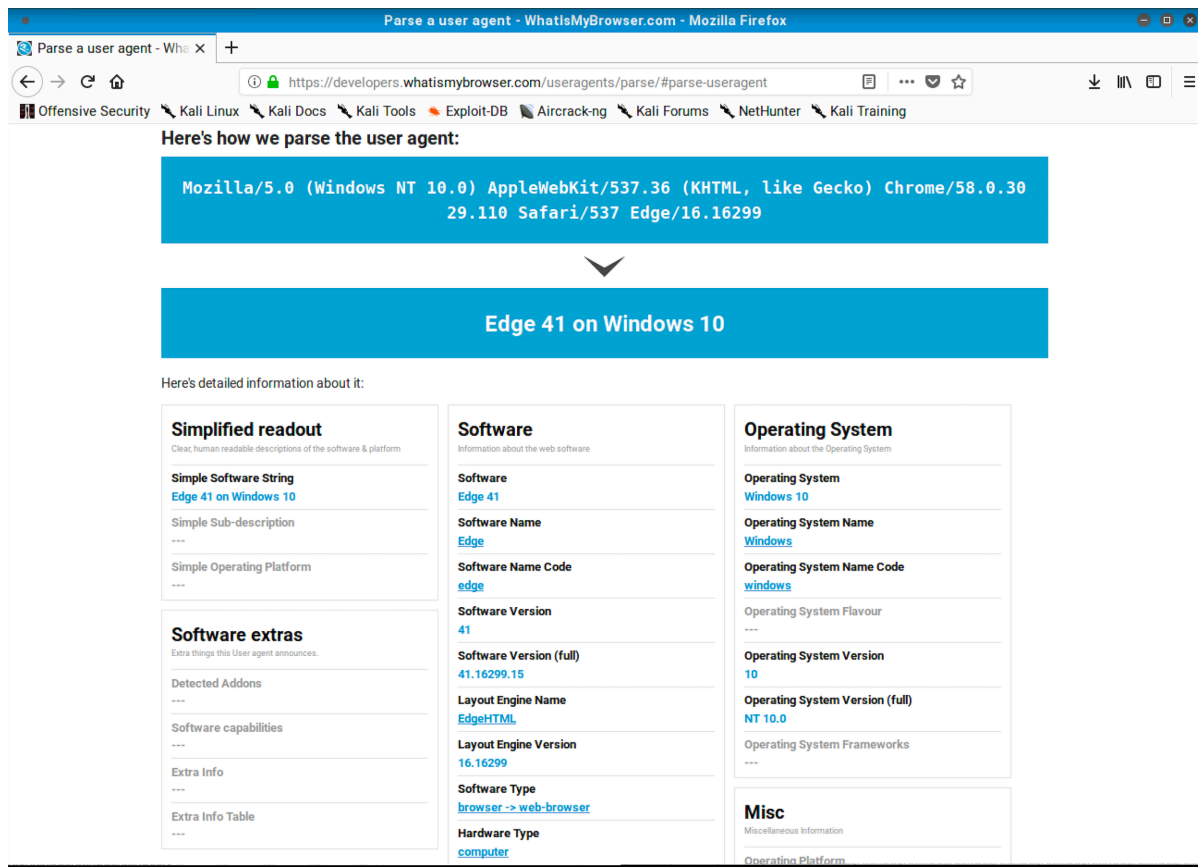 Parse a user agent - WhatIsMyBrowser.com - Mozilla Firefox
Parse a user agent - Wha
https://developers.whatismybrowser.com/useragents/parse/#parse-useragent
Offensive Security Kali Linux Kali Docs Kali Tools Exploit-DB Aircrack-ng Kali Forums NetHunter Kali Training
Here's how we parse the user agent:
Mozilla/5.0 (Windows NT 10.0) AppleWebKit/537.36 (KHTML, like Gecko) Chrome/58.0.30
29.110 Safari/537 Edge/16.16299
Edge 41 on Windows 10
Here's detailed information about it:
Simplified readout
Clear, human readable descriptions of the software & platform
Simple Software String
Edge 41 on Windows 10
Simple Sub-description
---
Simple Operating Platform
---
Software extras
Extra things this User agent announces.
Detected Addons
---
Software capabilities
---
Extra Info
---
Extra Info Table
---
Software
Information about the web software
Software
Edge 41
Software Name
Edge
Software Name Code
edge
Software Version
41
Software Version (full)
41.16299.15
Layout Engine Name
EdgeHTML
Layout Engine Version
16.16299
Software Type
browser -> web-browser
Hardware Type
computer
Operating System
Information about the Operating System
Operating System
Windows 10
Operating System Name
Windows
Operating System Name Code
windows
Operating System Flavour
---
Operating System Version
10
Operating System Version (full)
NT 10.0
Operating System Frameworks
---
Misc
Miscellaneous Information
Operating Platform